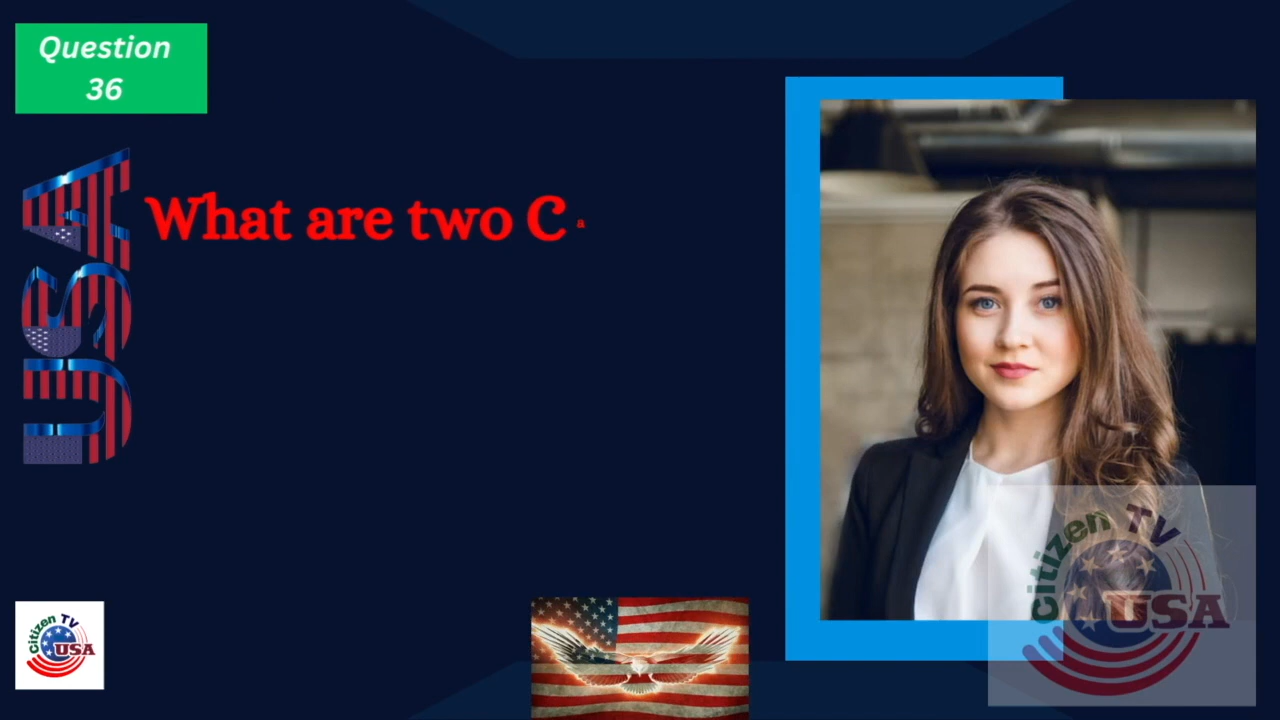 Question
36
USA
What are two C a
Citizen TV
USA
Citizen TV
USA